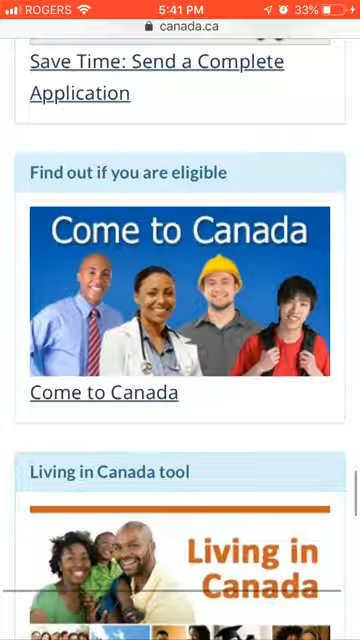 ROGERS 5:41 PM 33%
canada.ca
Save Time: Send a Complete
Application
Find out if you are eligible
Come to Canada
Come to Canada
Living in Canada tool
Living in
Canada